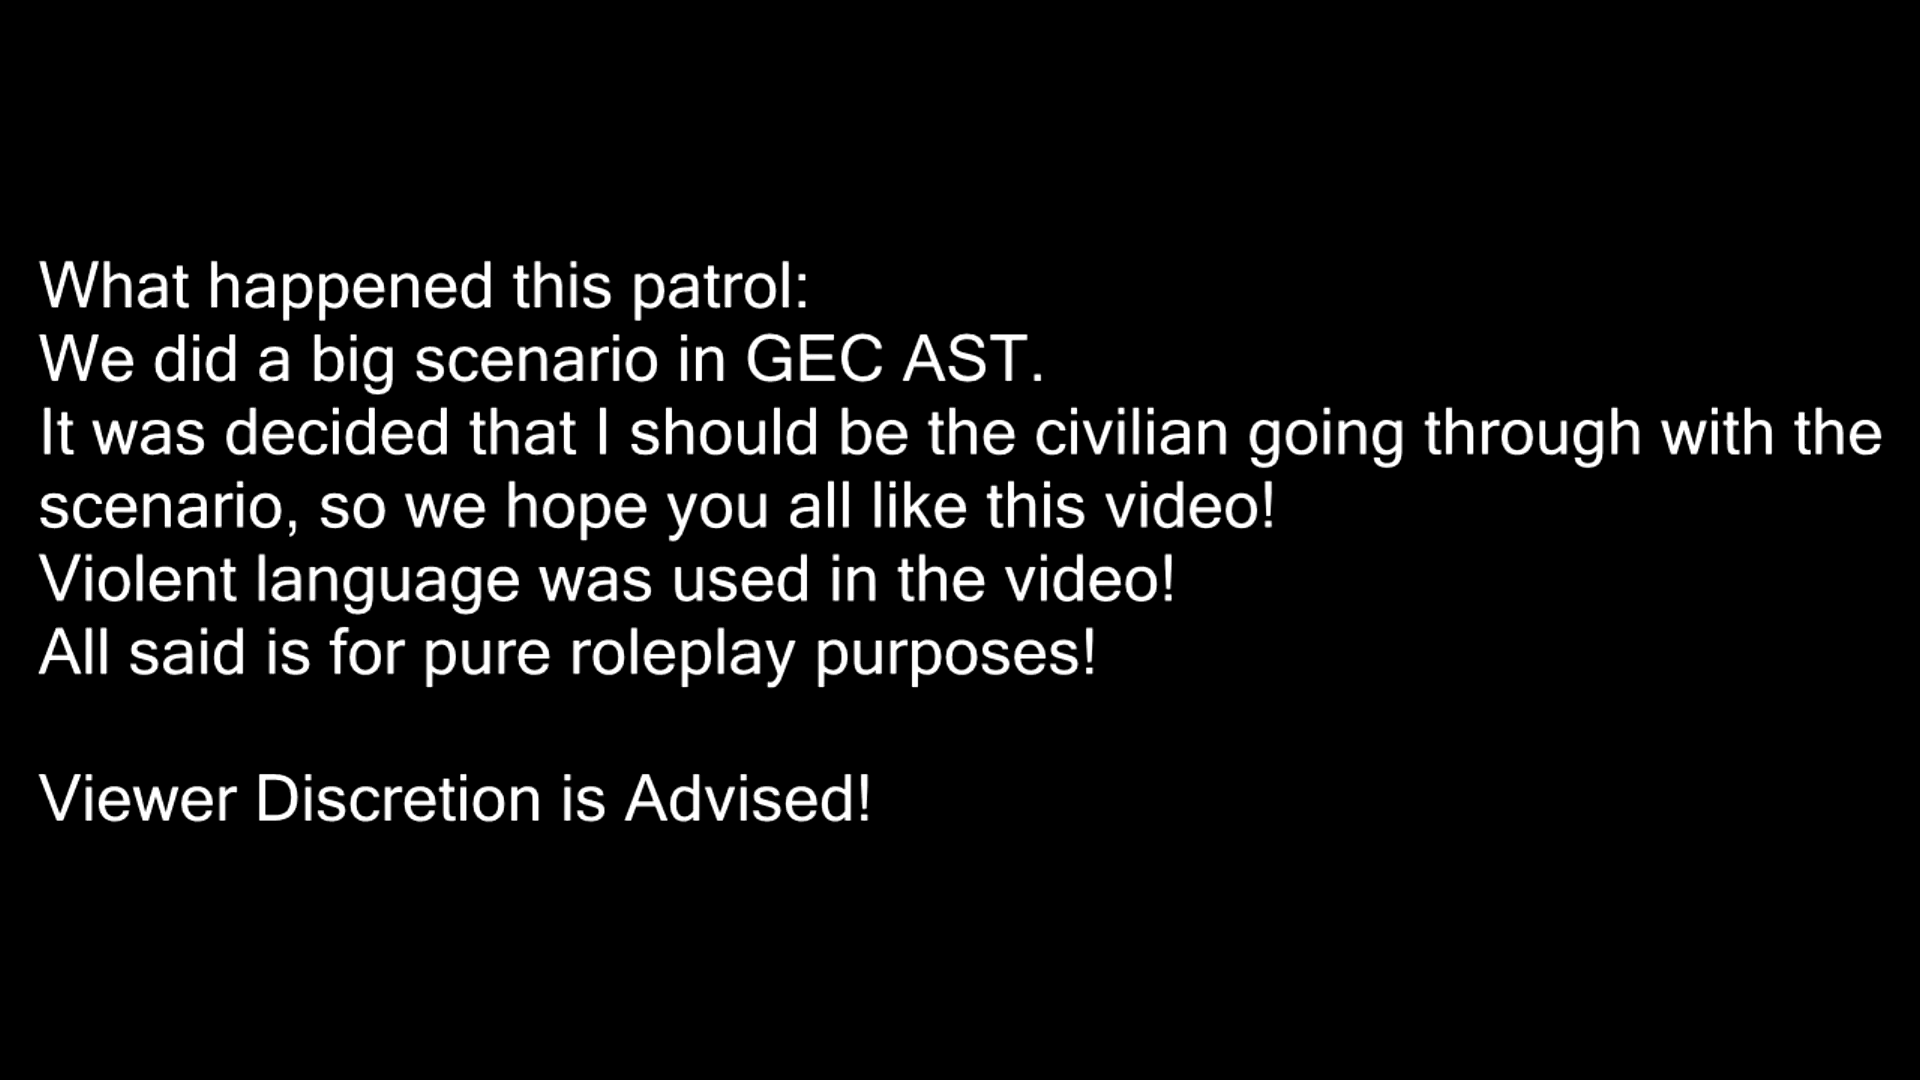 What happened this patrol:
We did a big scenario in GEC AST.
It was decided that I should be the civilian going through with the
scenario, so we hope you all like this video!
Violent language was used in the video!
All said is for pure roleplay purposes!
Viewer Discretion is Advised!